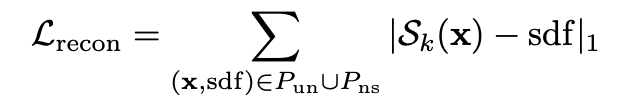 ℒ_recon = ∑_{(𝐱,sdf)∈P_un∪P_ns} |𝒮_k(𝐱) − sdf|_1